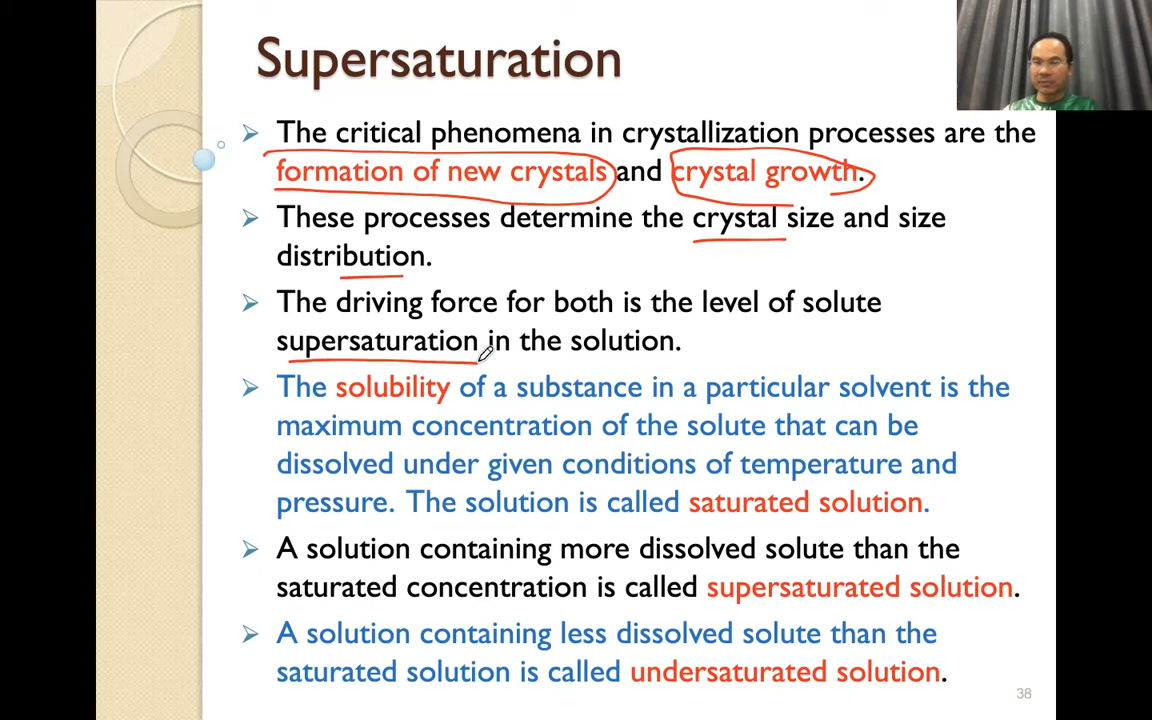 Supersaturation
The critical phenomena in crystallization processes are the
formation of new crystals and crystal growth.
These processes determine the crystal size and size
distribution.
The driving force for both is the level of solute
supersaturation in the solution.
The solubility of a substance in a particular solvent is the
maximum concentration of the solute that can be
dissolved under given conditions of temperature and
pressure. The solution is called saturated solution.
A solution containing more dissolved solute than the
saturated concentration is called supersaturated solution.
A solution containing less dissolved solute than the
saturated solution is called undersaturated solution.
38